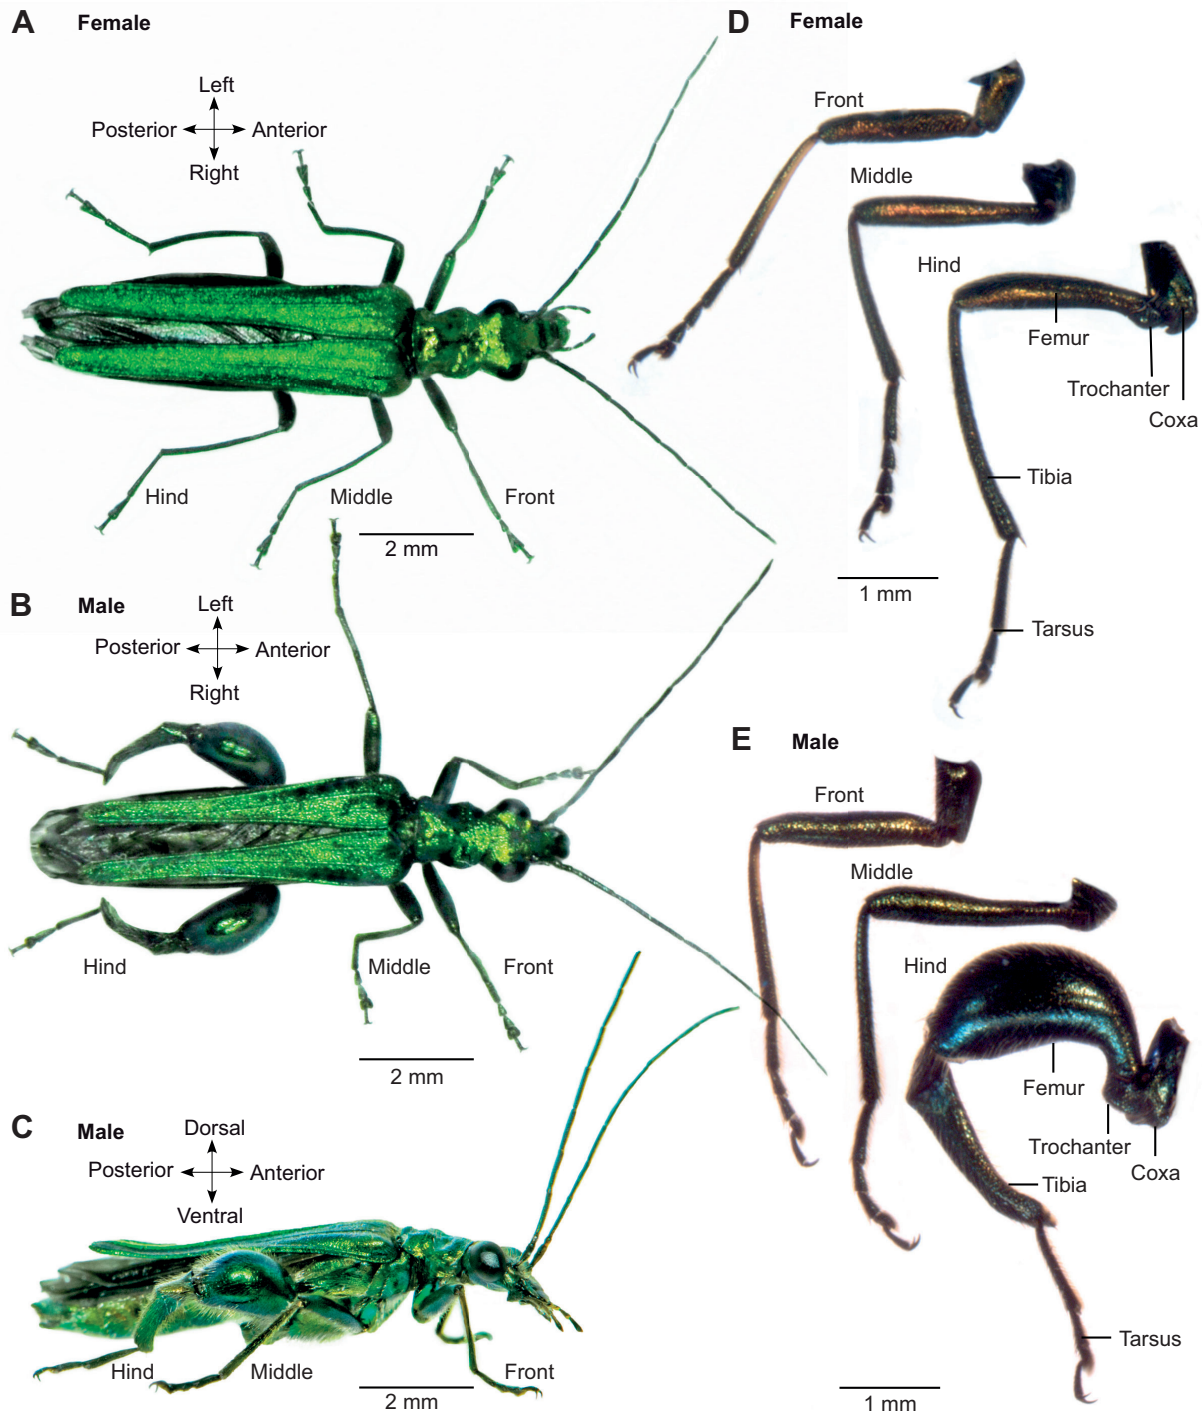 A Female
Left
Posterior Anterior
Right
Hind Middle Front
2 mm
B Male
Left
Posterior Anterior
Right
Hind Middle Front
2 mm
C Male
Dorsal
Posterior Anterior
Ventral
Hind Middle Front
2 mm
D Female
Front
Middle
Hind
Femur
Trochanter
Coxa
Tibia
1 mm
Tarsus
E Male
Front
Middle
Hind
Femur
Trochanter
Coxa
Tibia
Tarsus
1 mm